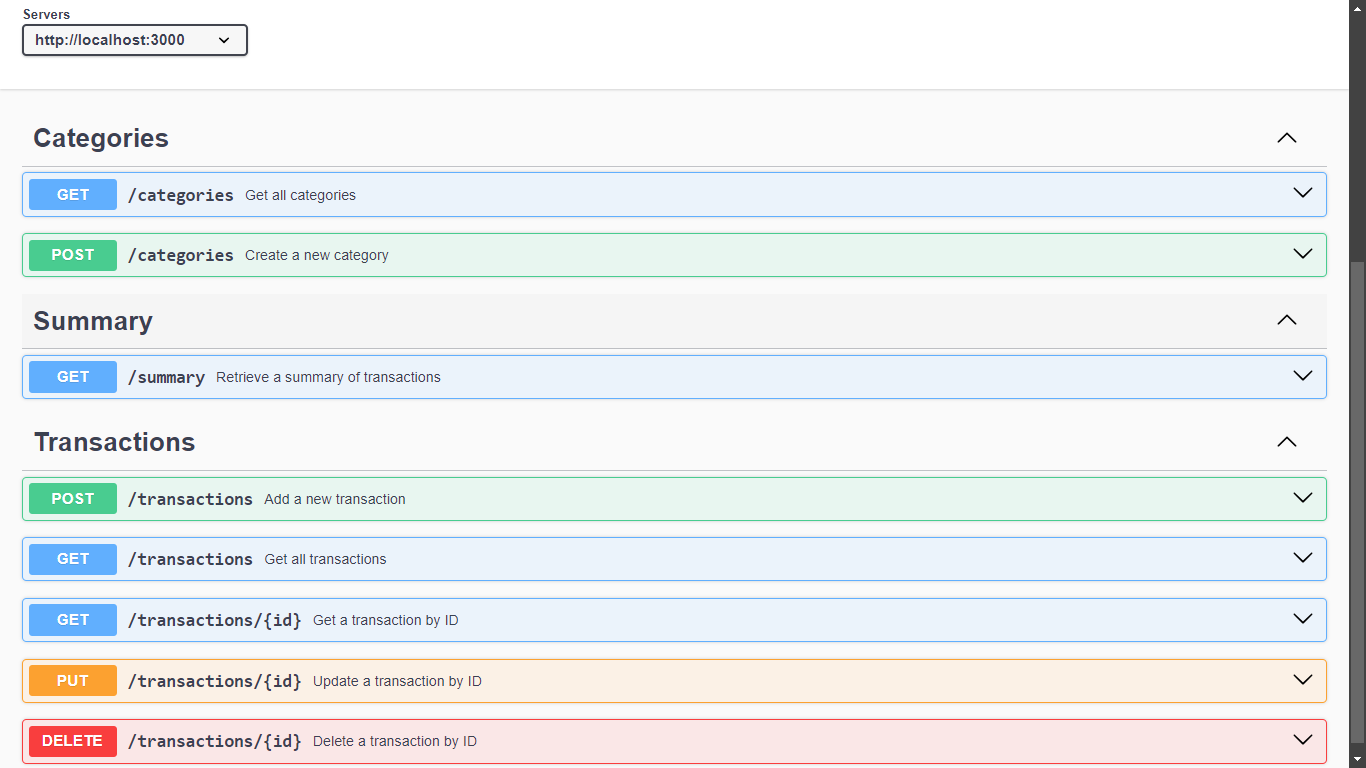 Servers
http://localhost:3000
Categories
GET /categories Get all categories
POST /categories Create a new category
Summary
GET /summary Retrieve a summary of transactions
Transactions
POST /transactions Add a new transaction
GET /transactions Get all transactions
GET /transactions/{id} Get a transaction by ID
PUT /transactions/{id} Update a transaction by ID
DELETE /transactions/{id} Delete a transaction by ID